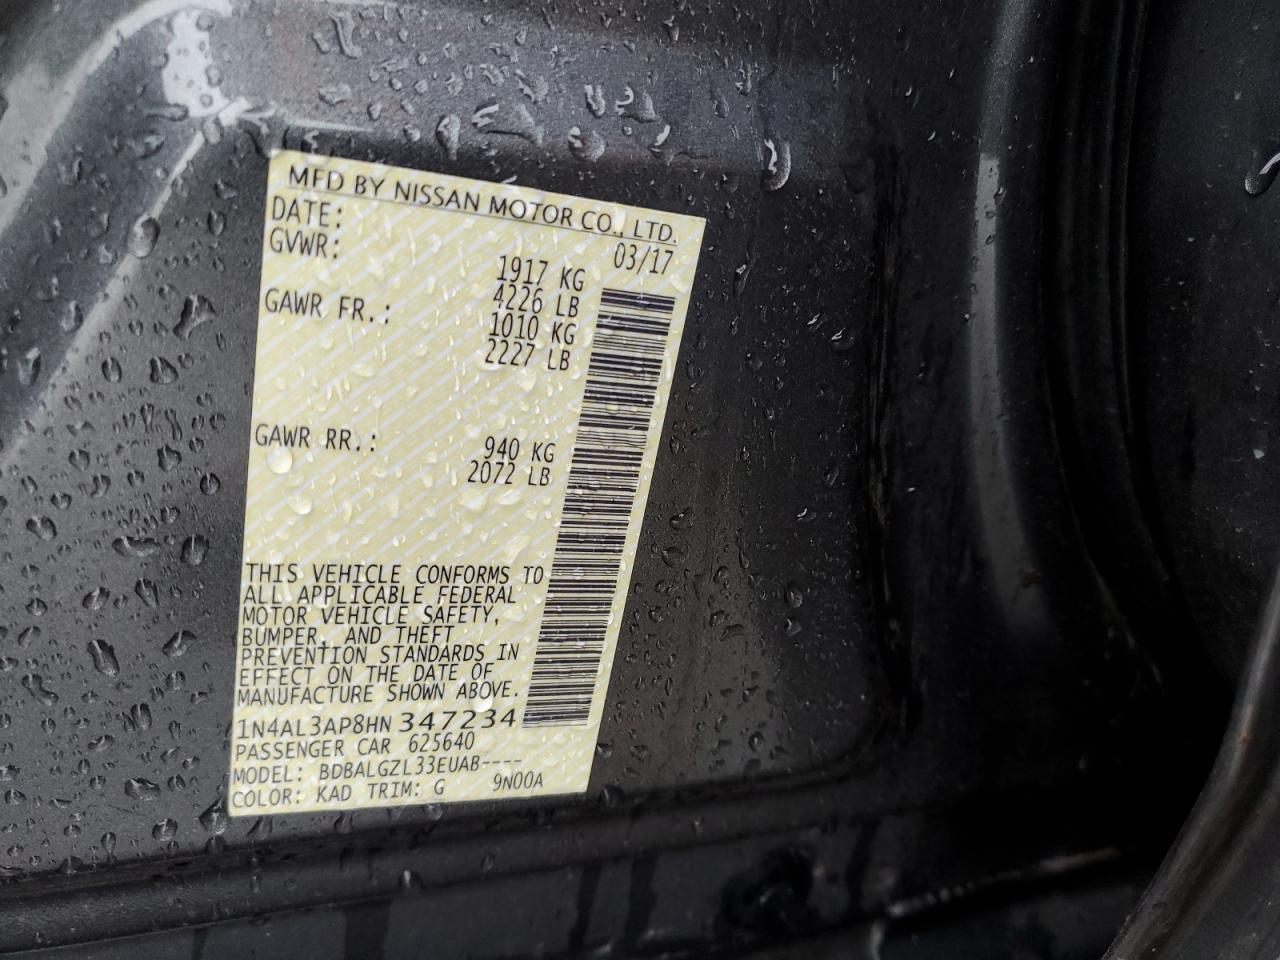 MFD BY NISSAN MOTOR CO., LTD.
DATE: 03/17
GVWR: 1917 KG
4226 LB
GAWR FR.: 1010 KG
2227 LB
GAWR RR.: 940 KG
2072 LB
THIS VEHICLE CONFORMS TO
ALL APPLICABLE FEDERAL
MOTOR VEHICLE SAFETY,
BUMPER, AND THEFT
PREVENTION STANDARDS IN
EFFECT ON THE DATE OF
MANUFACTURE SHOWN ABOVE.
1N4AL3AP8HN 347234
PASSENGER CAR 625640
MODEL: BDBALGZL33EUAB----
COLOR: KAD TRIM: G 9N00A